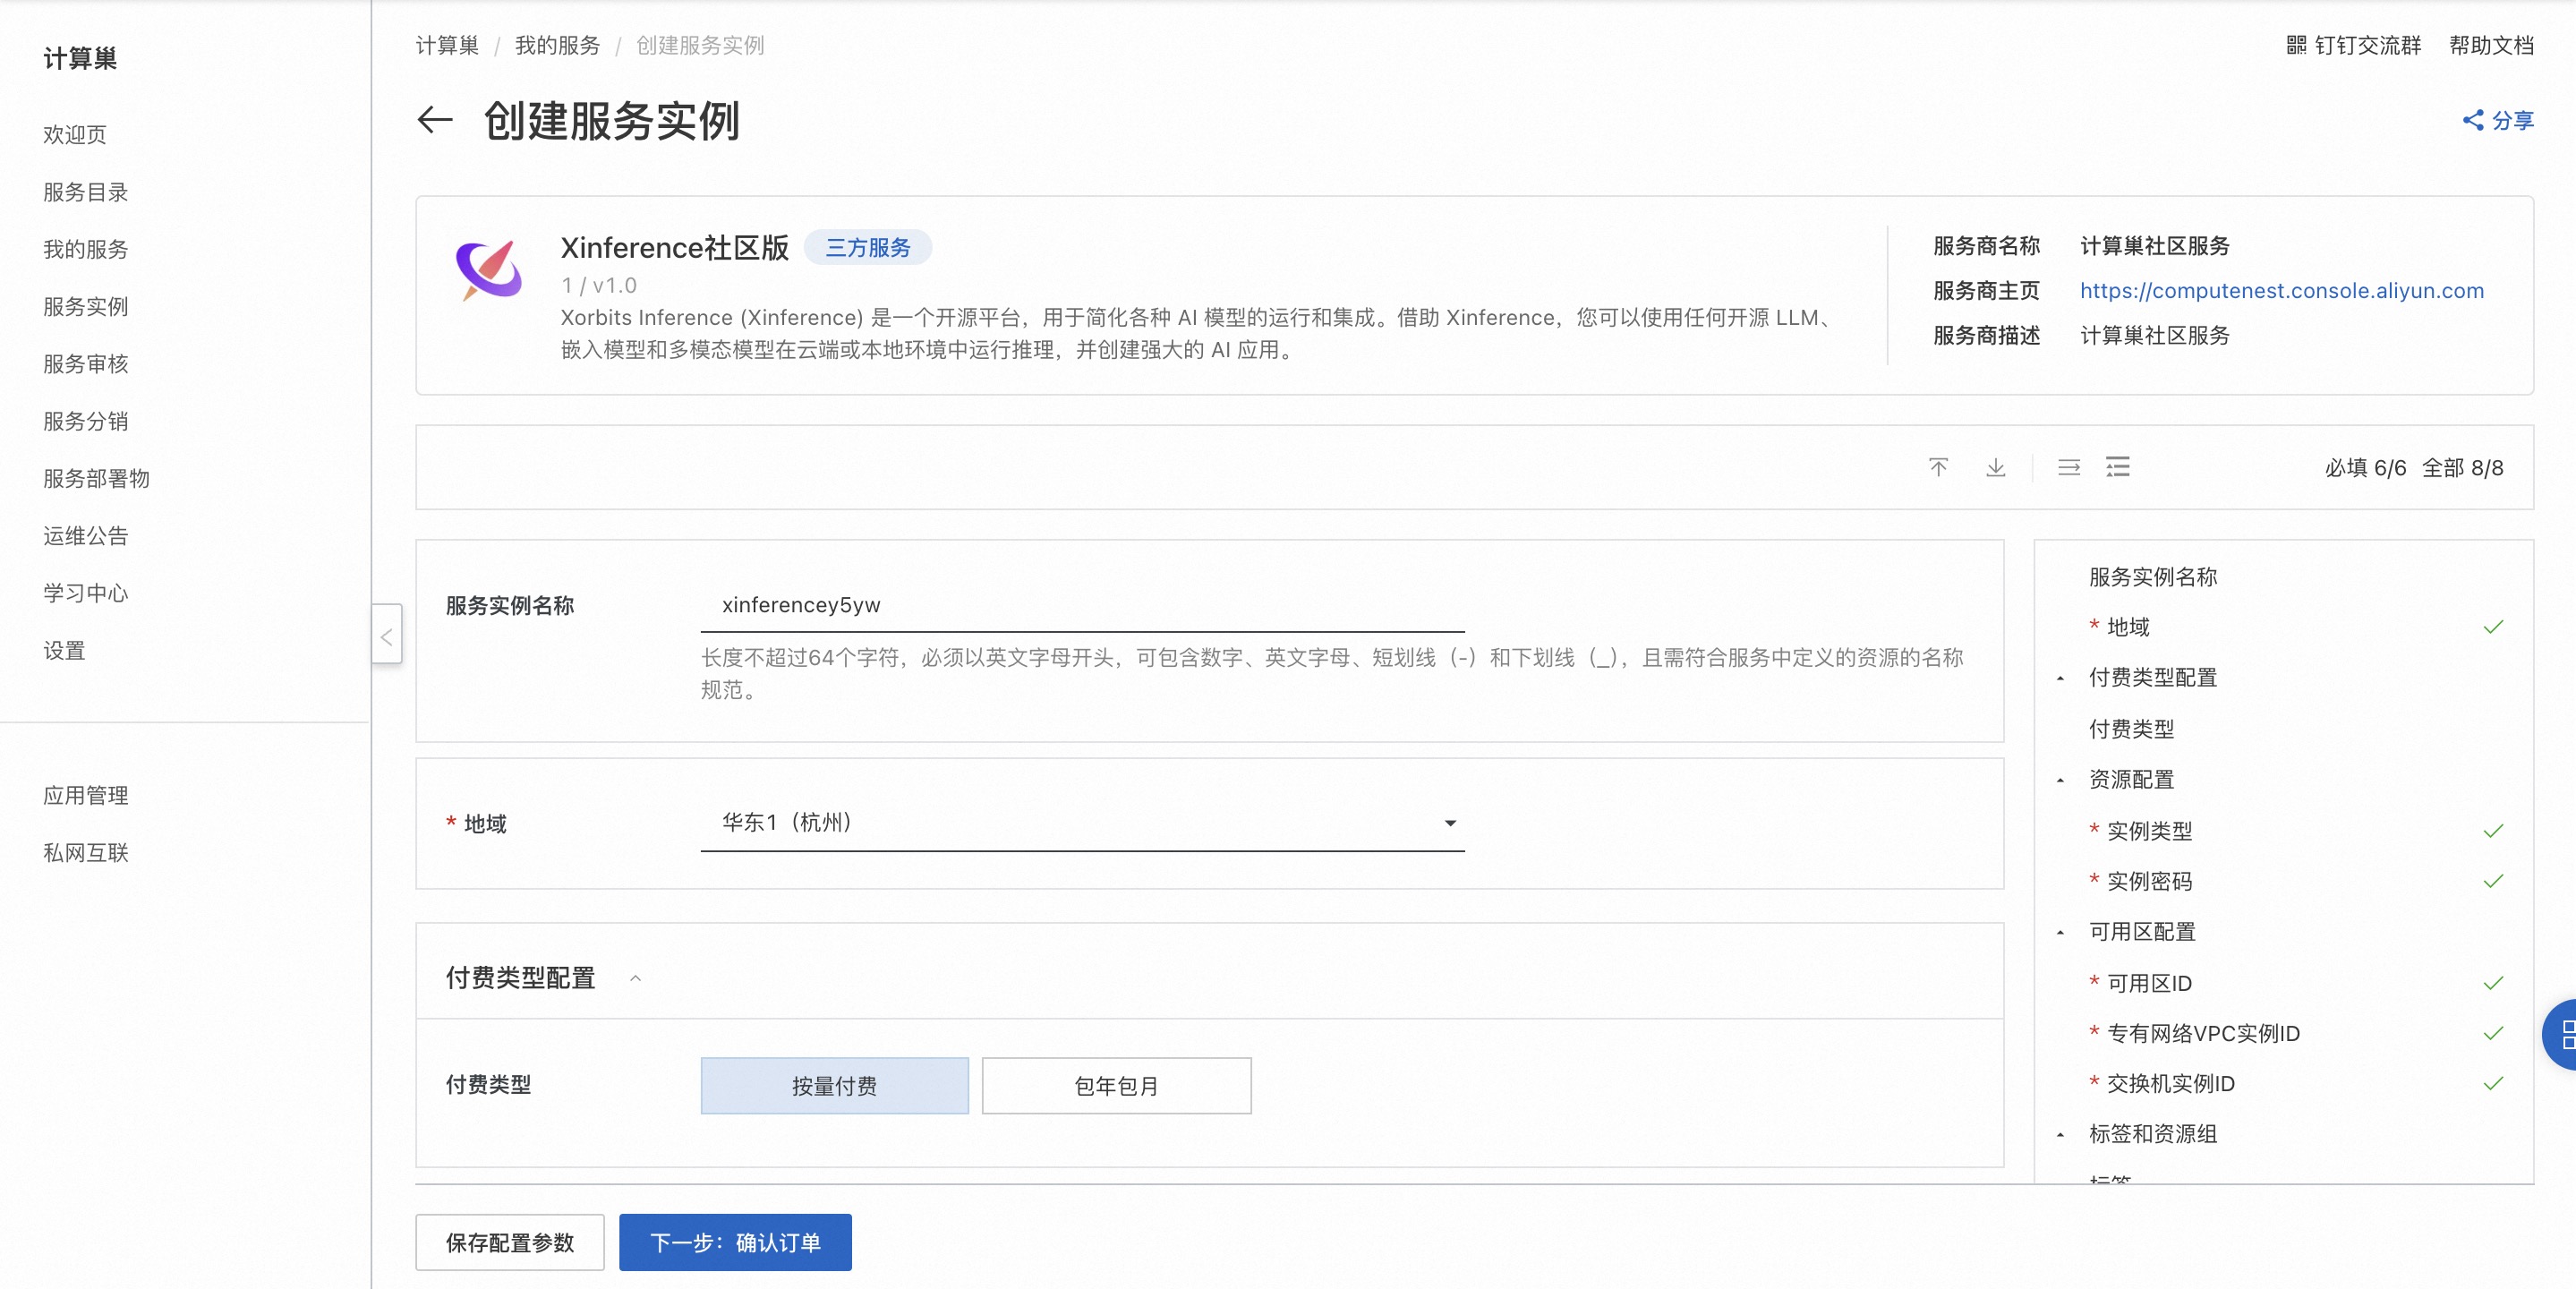 计算巢
欢迎页
服务目录
我的服务
服务实例
服务审核
服务分销
服务部署物
运维公告
学习中心
设置
应用管理
私网互联
计算巢 / 我的服务 / 创建服务实例
钉钉交流群 帮助文档
创建服务实例
分享
Xinference社区版 三方服务
1 / v1.0
Xorbits Inference (Xinference) 是一个开源平台，用于简化各种 AI 模型的运行和集成。借助 Xinference，您可以使用任何开源 LLM、
嵌入模型和多模态模型在云端或本地环境中运行推理，并创建强大的 AI 应用。
服务商名称 计算巢社区服务
服务商主页 https://computenest.console.aliyun.com
服务商描述 计算巢社区服务
必填 6/6 全部 8/8
服务实例名称 xinferencey5yw
长度不超过64个字符，必须以英文字母开头，可包含数字、英文字母、短划线（-）和下划线（_），且需符合服务中定义的资源的名称
规范。
* 地域 华东1（杭州）
付费类型配置
付费类型 按量付费 包年包月
服务实例名称
* 地域
付费类型配置
付费类型
资源配置
* 实例类型
* 实例密码
可用区配置
* 可用区ID
* 专有网络VPC实例ID
* 交换机实例ID
标签和资源组
标签
保存配置参数 下一步：确认订单